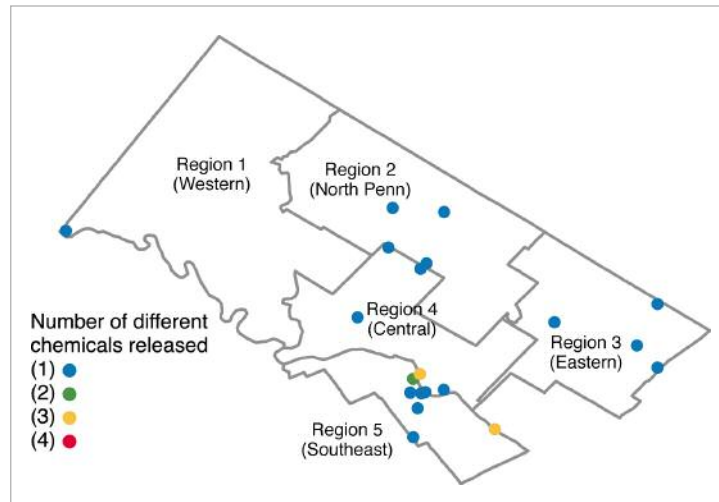 Region 1
(Western)
Region 2
(North Penn)
Region 4
(Central)
Region 3
(Eastern)
Region 5
(Southeast)
Number of different
chemicals released
(1)
(2)
(3)
(4)